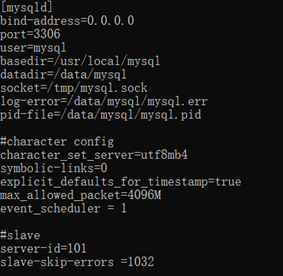 [mysqld]
bind-address=0.0.0.0
port=3306
user=mysql
basedir=/usr/local/mysql
datadir=/data/mysql
socket=/tmp/mysql.sock
log-error=/data/mysql/mysql.err
pid-file=/data/mysql/mysql.pid

#character config
character_set_server=utf8mb4
symbolic-links=0
explicit_defaults_for_timestamp=true
max_allowed_packet=4096M
event_scheduler = 1

#slave
server-id=101
slave-skip-errors =1032